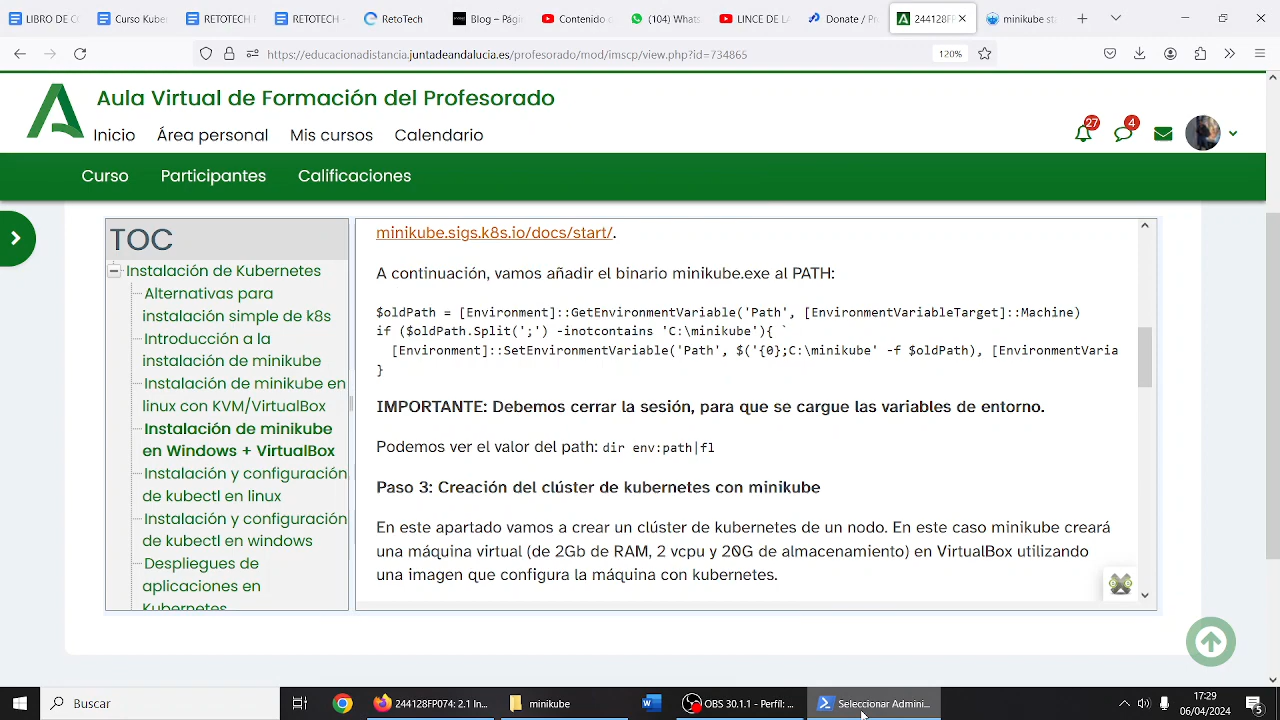 LIBRO DE CO
Curso Kuber
RETOTECH
RETOTECH -
RetoTech
Blog – Pági
Contenido d
(104) Whats
LINCE DE LA
Donate / Pr
244128FF
minikube sta
https://educacionadistancia.juntadeandalucia.es/profesorado/mod/imscp/view.php?id=734865
120%
Aula Virtual de Formación del Profesorado
Inicio
Área personal
Mis cursos
Calendario
27
4
Curso
Participantes
Calificaciones
TOC
Instalación de Kubernetes
Alternativas para
instalación simple de k8s
Introducción a la
instalación de minikube
Instalación de minikube en
linux con KVM/VirtualBox
Instalación de minikube
en Windows + VirtualBox
Instalación y configuración
de kubectl en linux
Instalación y configuración
de kubectl en windows
Despliegues de
aplicaciones en
Kubernetes
minikube.sigs.k8s.io/docs/start/.
A continuación, vamos añadir el binario minikube.exe al PATH:
$oldPath = [Environment]::GetEnvironmentVariable('Path', [EnvironmentVariableTarget]::Machine)
if ($oldPath.Split(';') -inotcontains 'C:\minikube'){ `
[Environment]::SetEnvironmentVariable('Path', $('{0};C:\minikube' -f $oldPath), [EnvironmentVaria
}
IMPORTANTE: Debemos cerrar la sesión, para que se cargue las variables de entorno.
Podemos ver el valor del path: dir env:path|fl
Paso 3: Creación del clúster de kubernetes con minikube
En este apartado vamos a crear un clúster de kubernetes de un nodo. En este caso minikube creará
una máquina virtual (de 2Gb de RAM, 2 vcpu y 20G de almacenamiento) en VirtualBox utilizando
una imagen que configura la máquina con kubernetes.
Buscar
244128FP074: 2.1 In...
minikube
OBS 30.1.1 - Perfil: ...
Seleccionar Admini...
17:29
06/04/2024
5